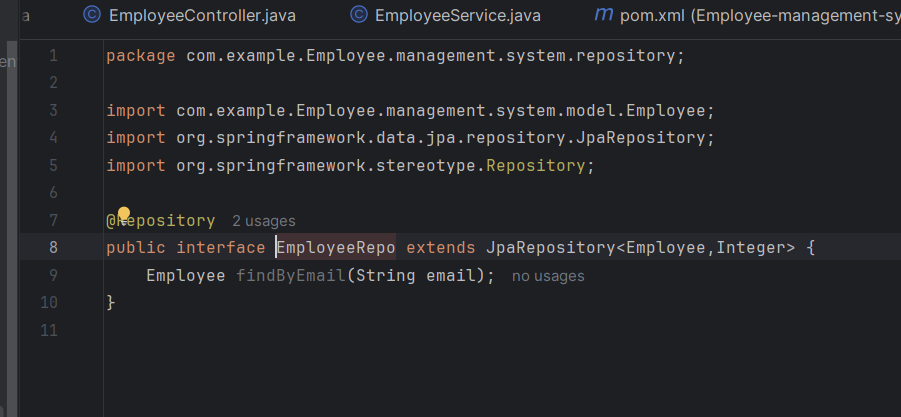 a EmployeeController.java EmployeeService.java m pom.xml (Employee-management-sy
en
1 package com.example.Employee.management.system.repository;
2
3 import com.example.Employee.management.system.model.Employee;
4 import org.springframework.data.jpa.repository.JpaRepository;
5 import org.springframework.stereotype.Repository;
6
7 @Repository 2 usages
8 public interface EmployeeRepo extends JpaRepository<Employee,Integer> {
9 Employee findByEmail(String email); no usages
10 }
11